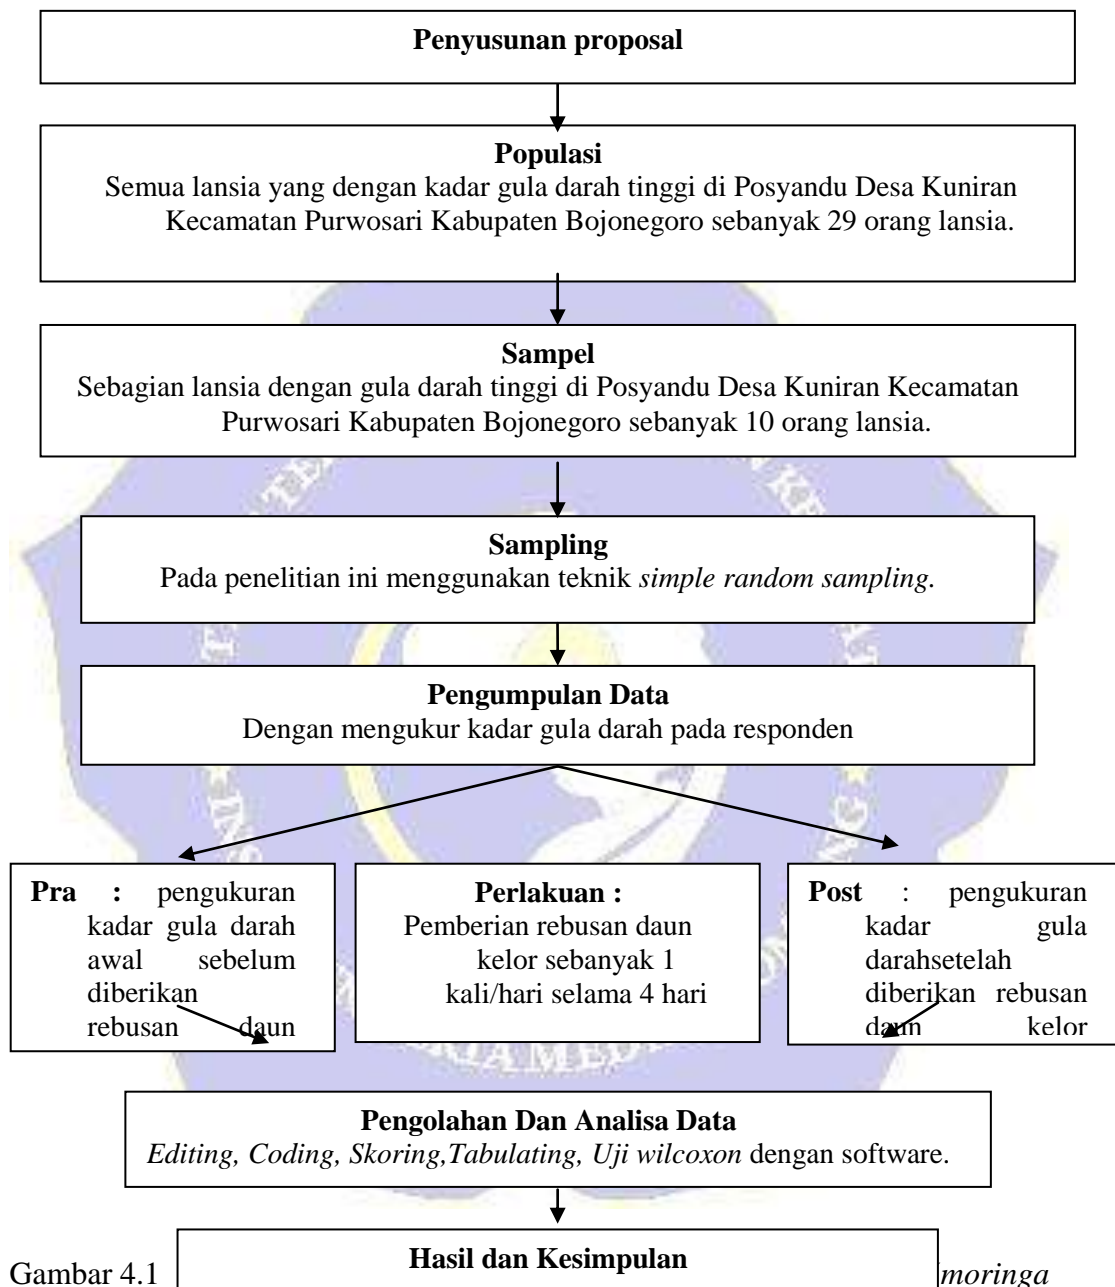 Penyusunan proposal
Populasi
Semua lansia yang dengan kadar gula darah tinggi di Posyandu Desa Kuniran
Kecamatan Purwosari Kabupaten Bojonegoro sebanyak 29 orang lansia.
Sampel
Sebagian lansia dengan gula darah tinggi di Posyandu Desa Kuniran Kecamatan
Purwosari Kabupaten Bojonegoro sebanyak 10 orang lansia.
Sampling
Pada penelitian ini menggunakan teknik simple random sampling.
Pengumpulan Data
Dengan mengukur kadar gula darah pada responden
Pra : pengukuran
kadar gula darah
awal sebelum
diberikan
rebusan daun
Perlakuan :
Pemberian rebusan daun
kelor sebanyak 1
kali/hari selama 4 hari
Post : pengukuran
kadar gula
darahsetelah
diberikan rebusan
daun kelor
Pengolahan Dan Analisa Data
Editing, Coding, Skoring,Tabulating, Uji wilcoxon dengan software.
Hasil dan Kesimpulan
Gambar 4.1 moringa